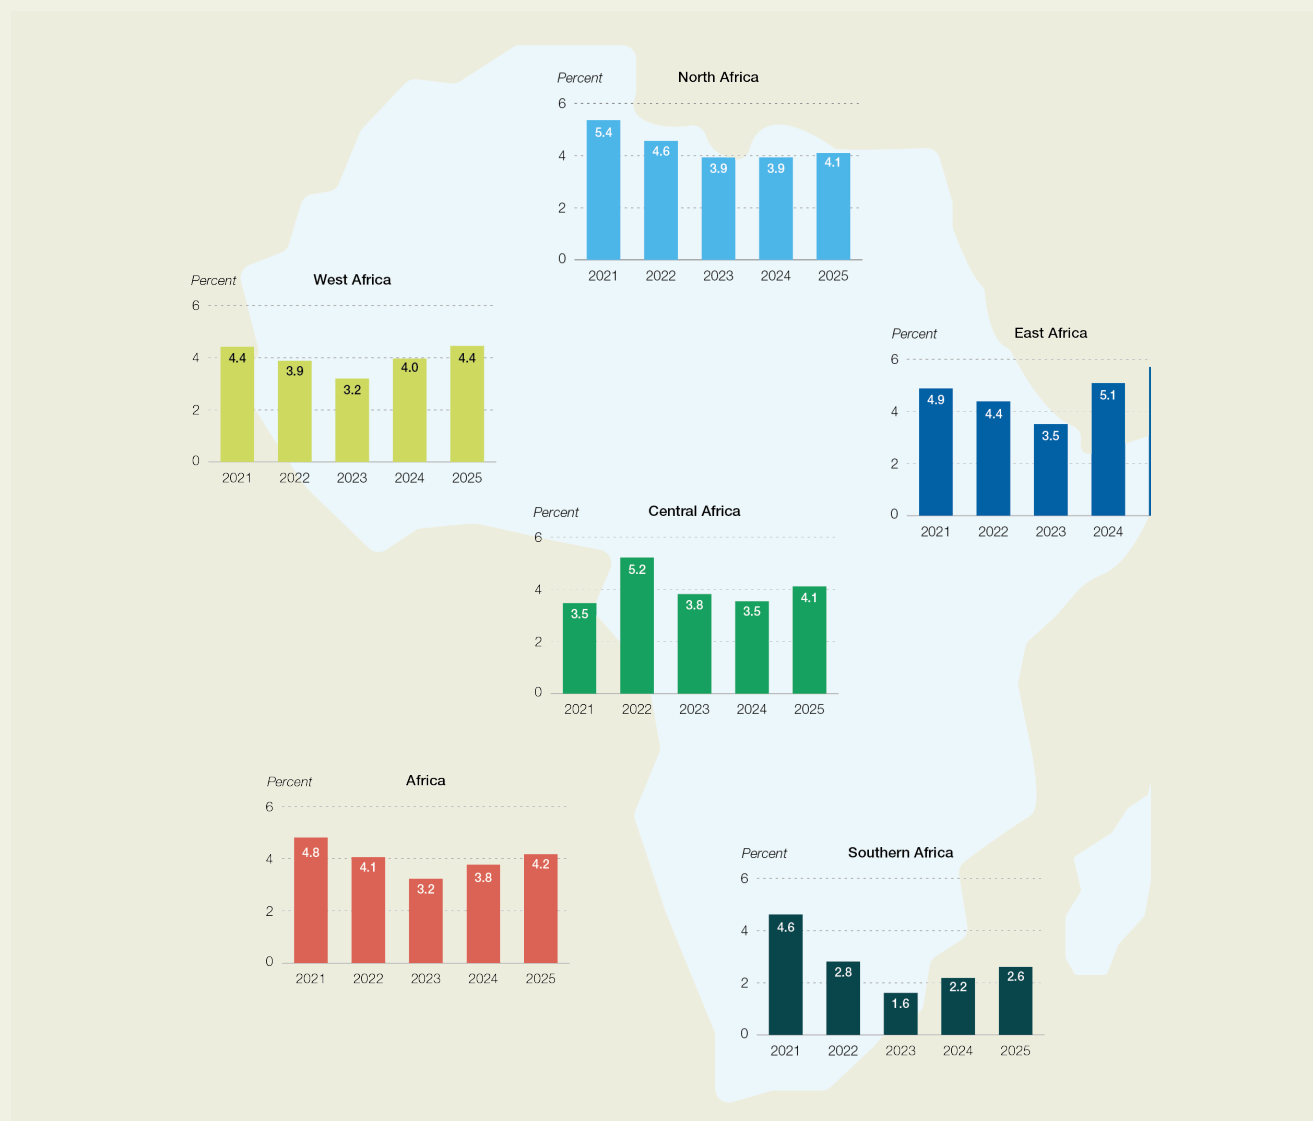 Percent North Africa
6
5.4 4.6 3.9 3.9 4.1
4
2
0
2021 2022 2023 2024 2025
Percent West Africa
6
4
4.4 3.9 3.2 4.0 4.4
2
0
2021 2022 2023 2024 2025
Percent East Africa
6
4.9 4.4 3.5 5.1
4
2
0
2021 2022 2023 2024
Percent Central Africa
6
5.2
4
3.5 3.8 3.5 4.1
2
0
2021 2022 2023 2024 2025
Percent Africa
6
4.8 4.1 3.2 3.8 4.2
4
2
0
2021 2022 2023 2024 2025
Percent Southern Africa
6
4
4.6 2.8 1.6 2.2 2.6
2
0
2021 2022 2023 2024 2025